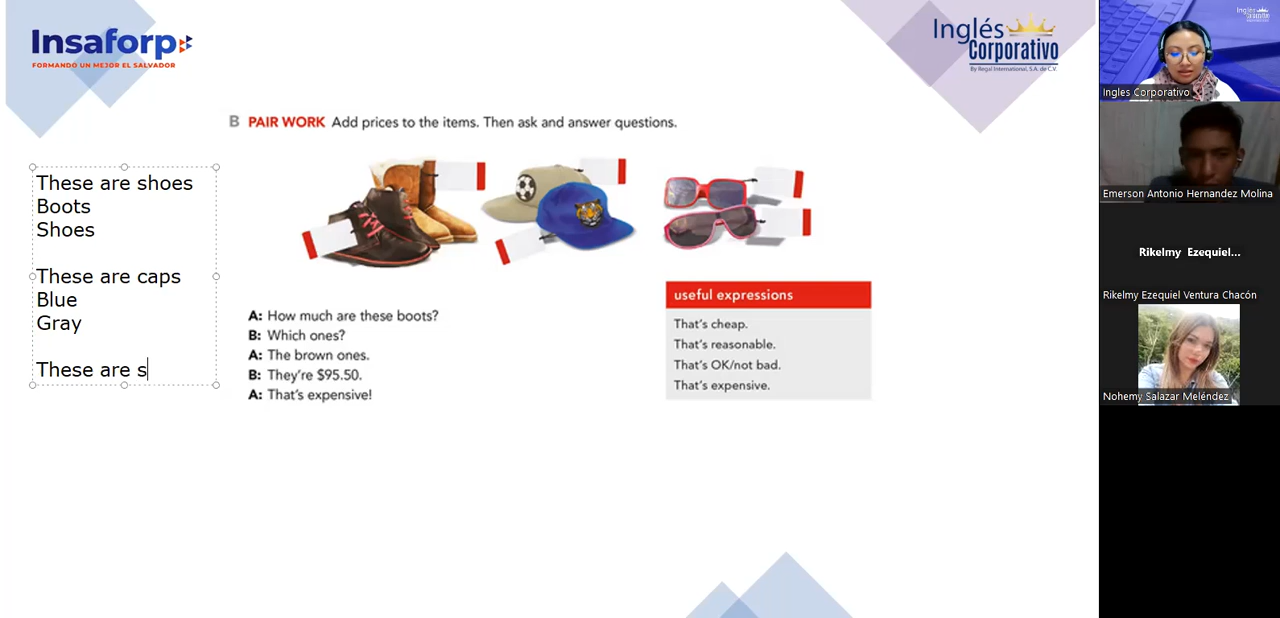 Insaforp
FORMANDO UN MEJOR EL SALVADOR
Inglés
Corporativo
By Regal International, S.A. de C.V.
B PAIR WORK Add prices to the items. Then ask and answer questions.
These are shoes
Boots
Shoes
These are caps
Blue
Gray
These are s
A: How much are these boots?
B: Which ones?
A: The brown ones.
B: They're $95.50.
A: That's expensive!
useful expressions
That's cheap.
That's reasonable.
That's OK/not bad.
That's expensive.
Ingles Corporativo
Emerson Antonio Hernandez Molina
Rikelmy Ezequiel...
Rikelmy Ezequiel Ventura Chacón
Nohemy Salazar Meléndez